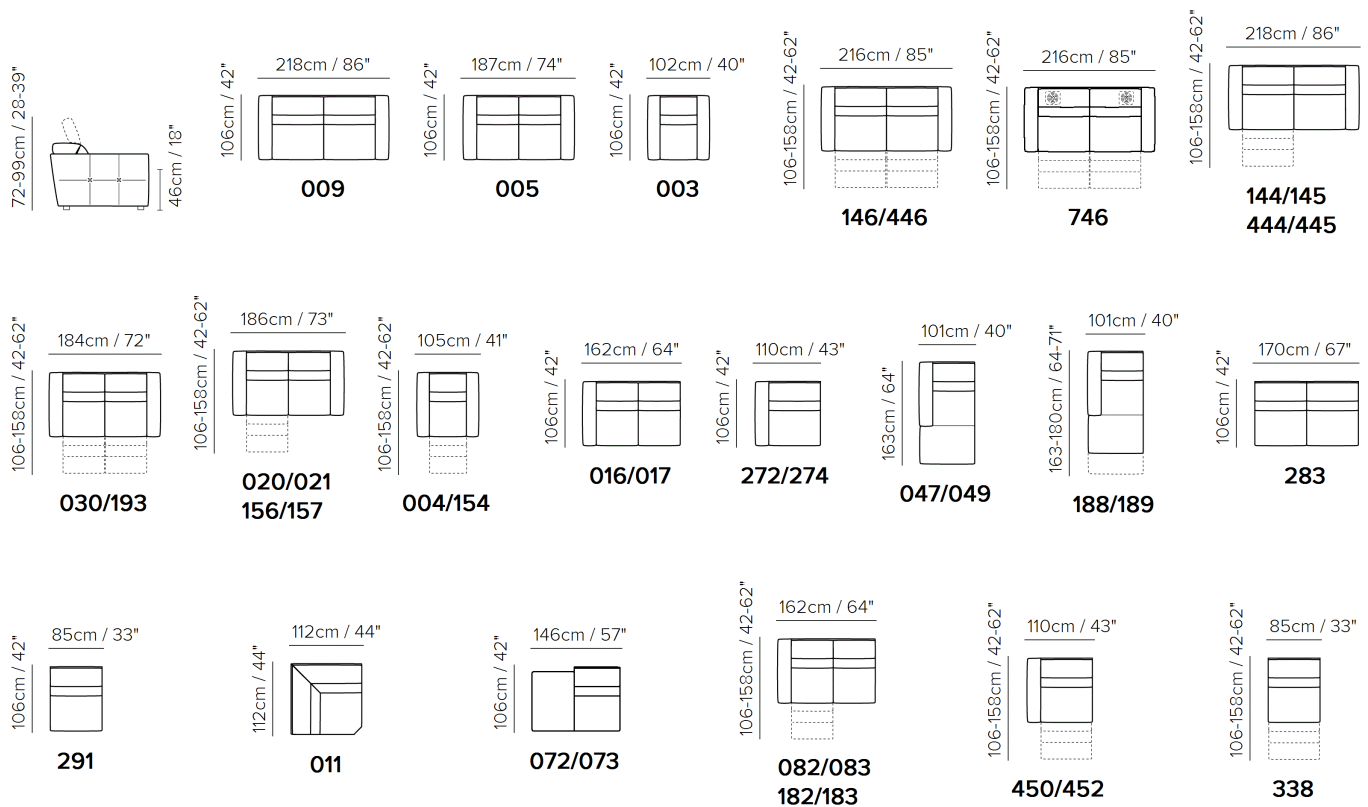 72-99cm / 28-39"
46cm / 18"
218cm / 86"
106cm / 42"
009
187cm / 74"
106cm / 42"
005
102cm / 40"
106cm / 42"
003
216cm / 85"
106-158cm / 42-62"
146/446
216cm / 85"
106-158cm / 42-62"
746
218cm / 86"
106-158cm / 42-62"
144/145
444/445
184cm / 72"
106-158cm / 42-62"
030/193
186cm / 73"
106-158cm / 42-62"
020/021
156/157
105cm / 41"
106-158cm / 42-62"
004/154
162cm / 64"
106cm / 42"
016/017
110cm / 43"
106cm / 42"
272/274
101cm / 40"
163cm / 64"
047/049
101cm / 40"
163-180cm / 64-71"
188/189
170cm / 67"
106cm / 42"
283
85cm / 33"
106cm / 42"
291
112cm / 44"
112cm / 44"
011
146cm / 57"
106cm / 42"
072/073
162cm / 64"
106-158cm / 42-62"
082/083
182/183
110cm / 43"
106-158cm / 42-62"
450/452
85cm / 33"
106-158cm / 42-62"
338